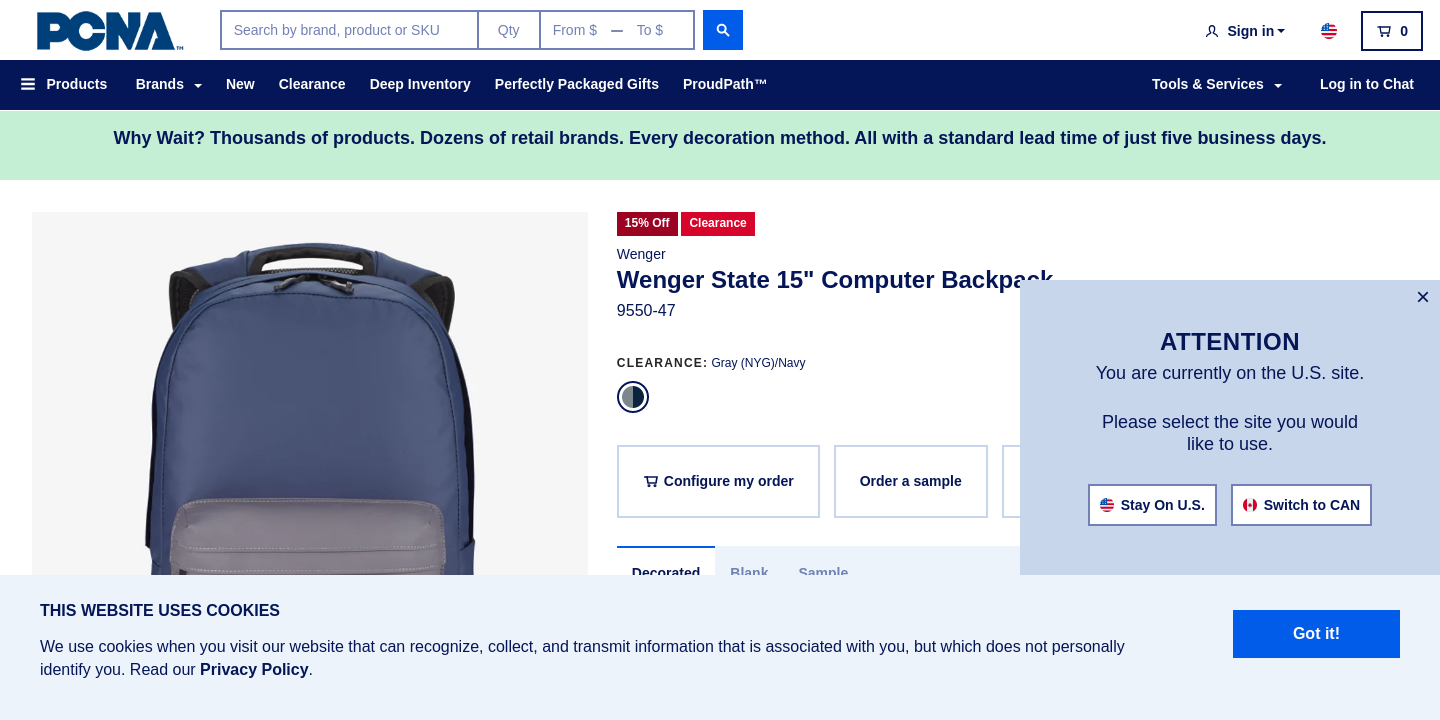 PCNA™
Search by brand, product or SKU
Qty
From $ — To $
Sign in
0
Products
Brands
New
Clearance
Deep Inventory
Perfectly Packaged Gifts
ProudPath™
Tools & Services
Log in to Chat
Why Wait? Thousands of products. Dozens of retail brands. Every decoration method. All with a standard lead time of just five business days.
15% Off
Clearance
Wenger
Wenger State 15" Computer Backpack
9550-47
CLEARANCE: Gray (NYG)/Navy
Configure my order
Order a sample
Decorated
Blank
Sample
×
ATTENTION
You are currently on the U.S. site.
Please select the site you would
like to use.
Stay On U.S.
Switch to CAN
THIS WEBSITE USES COOKIES
We use cookies when you visit our website that can recognize, collect, and transmit information that is associated with you, but which does not personally
identify you. Read our Privacy Policy.
Got it!